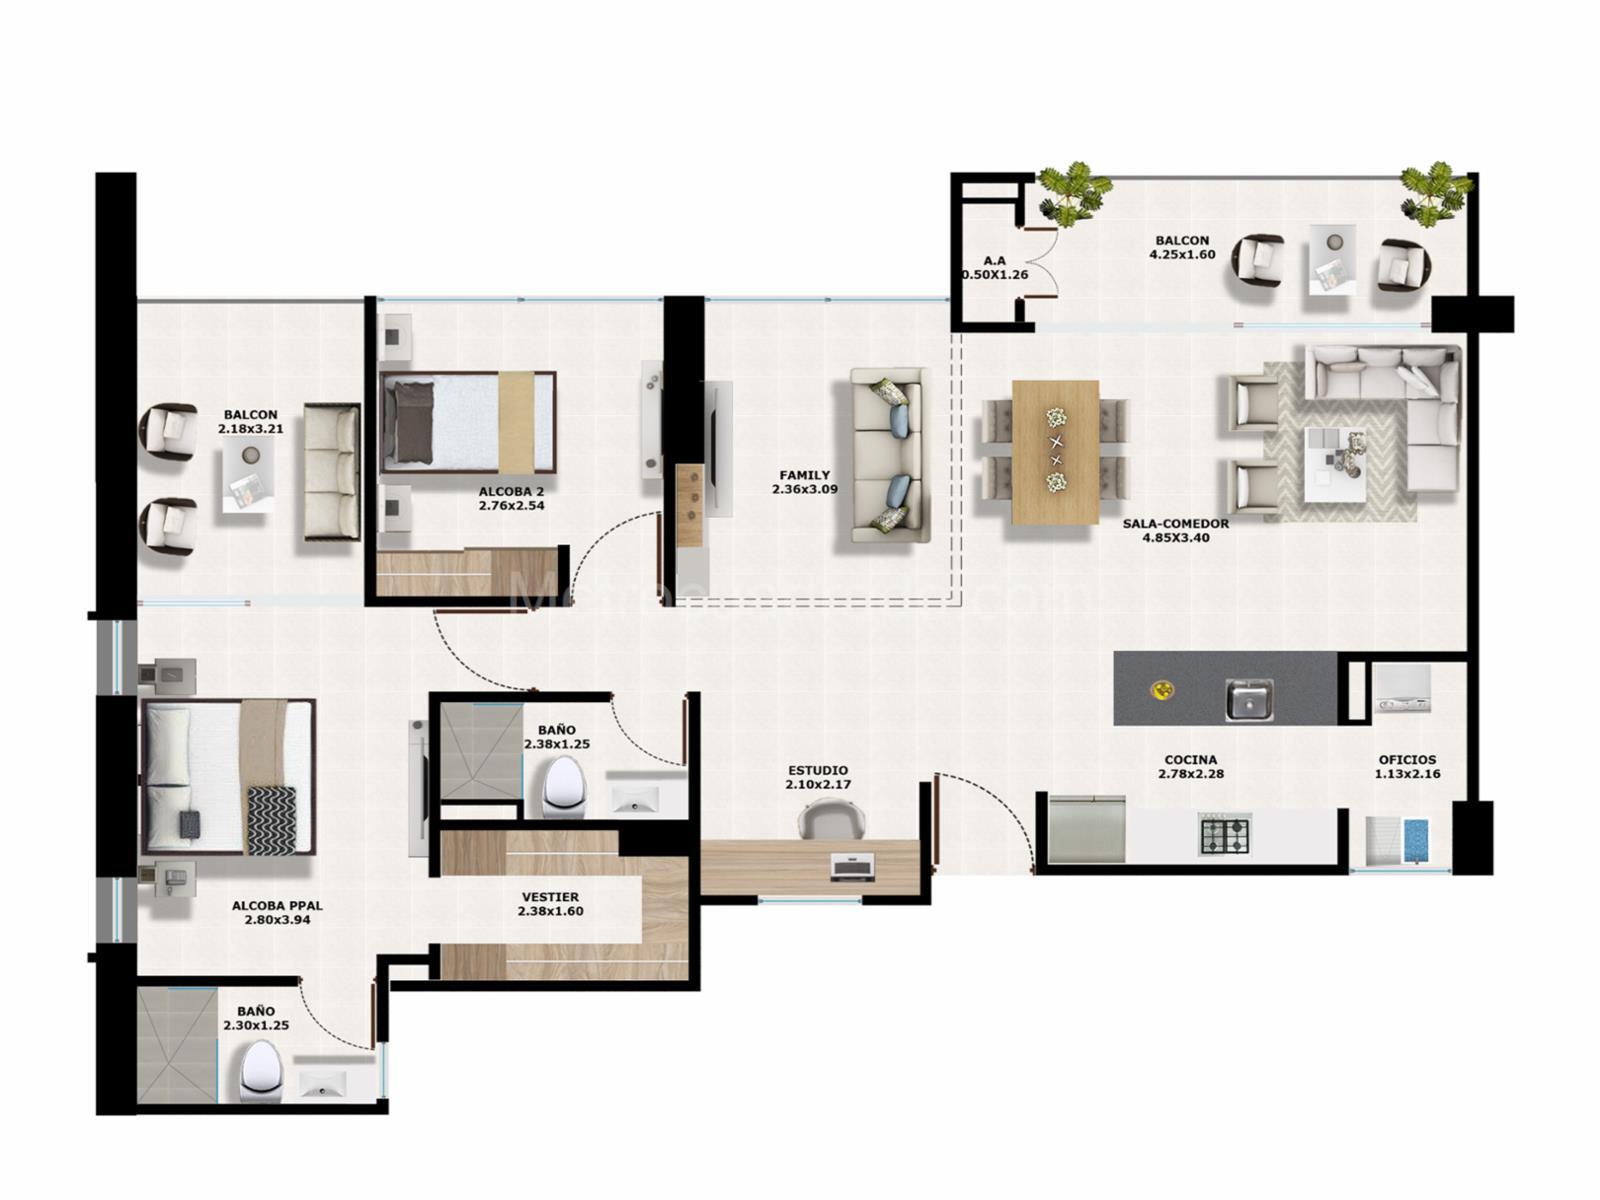 BALCON
4.25x1.60
A.A
0.50X1.26
BALCON
2.18x3.21
ALCOBA 2
2.76x2.54
FAMILY
2.36x3.09
SALA-COMEDOR
4.85X3.40
Metrocuadrado.com
BAÑO
2.38x1.25
ESTUDIO
2.10x2.17
COCINA
2.78x2.28
OFICIOS
1.13x2.16
ALCOBA PPAL
2.80x3.94
VESTIER
2.38x1.60
BAÑO
2.30x1.25